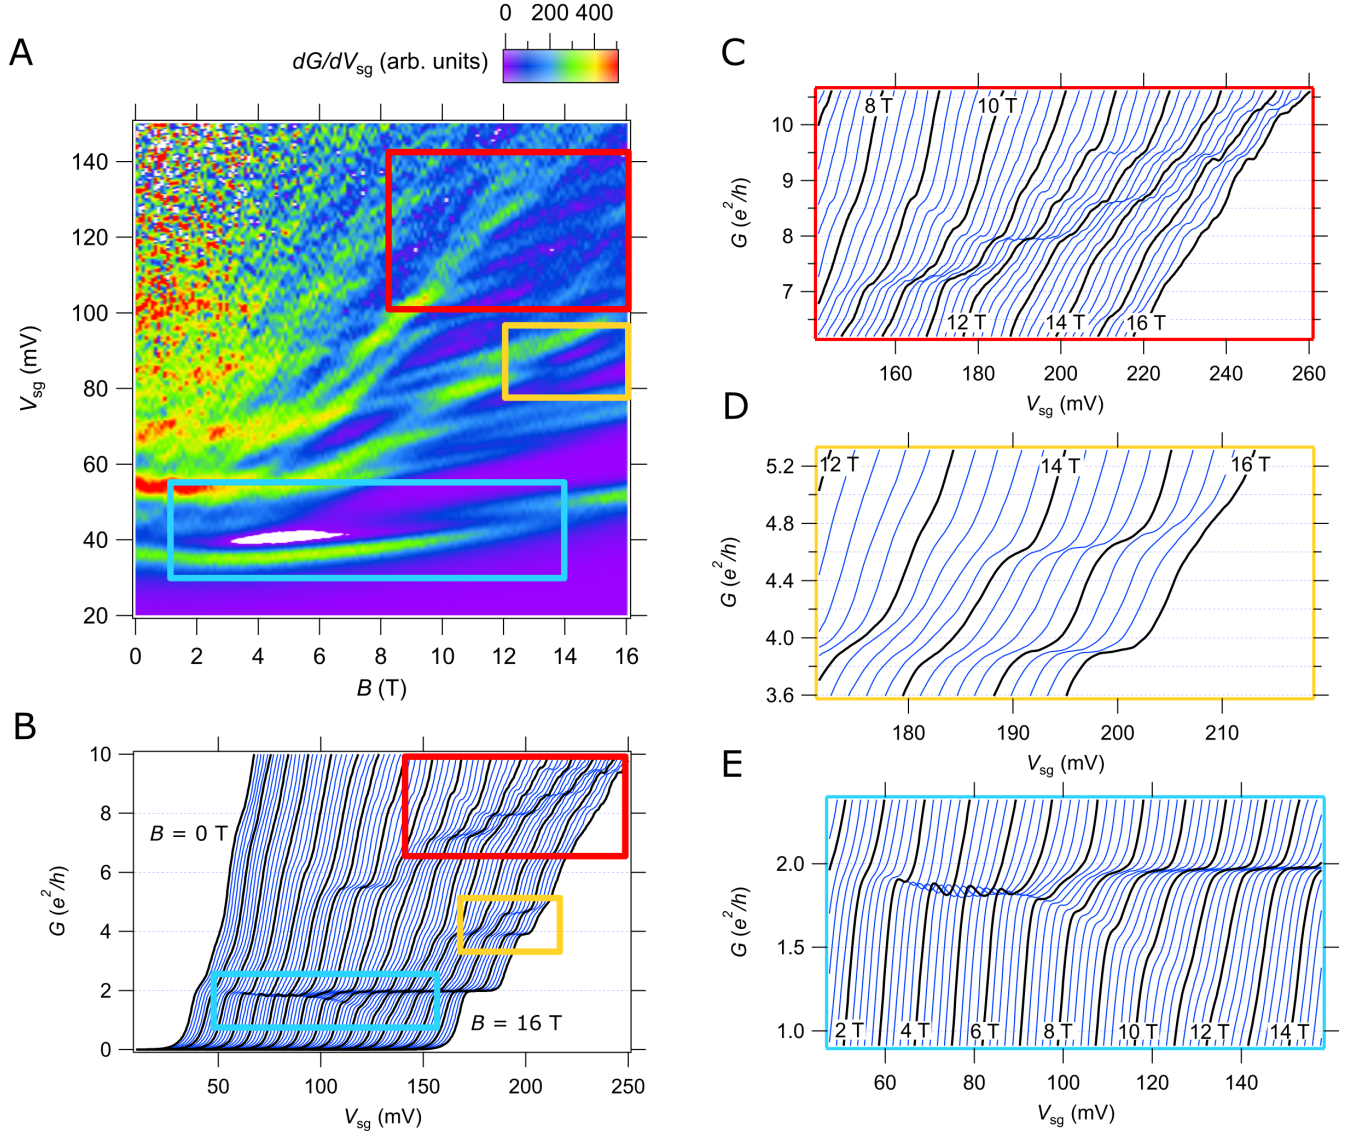 A
0 200 400
dG/dVsg (arb. units)
140
120
100
80
60
40
20
Vsg (mV)
0 2 4 6 8 10 12 14 16
B (T)
B
10
8
6
4
2
0
G (e²/h)
B = 0 T
B = 16 T
50 100 150 200 250
Vsg (mV)
C
10
9
8
7
G (e²/h)
8 T 10 T
12 T 14 T 16 T
160 180 200 220 240 260
Vsg (mV)
D
5.2
4.8
4.4
4.0
3.6
G (e²/h)
12 T 14 T 16 T
180 190 200 210
Vsg (mV)
E
2.0
1.5
1.0
G (e²/h)
2 T 4 T 6 T 8 T 10 T 12 T 14 T
60 80 100 120 140
Vsg (mV)